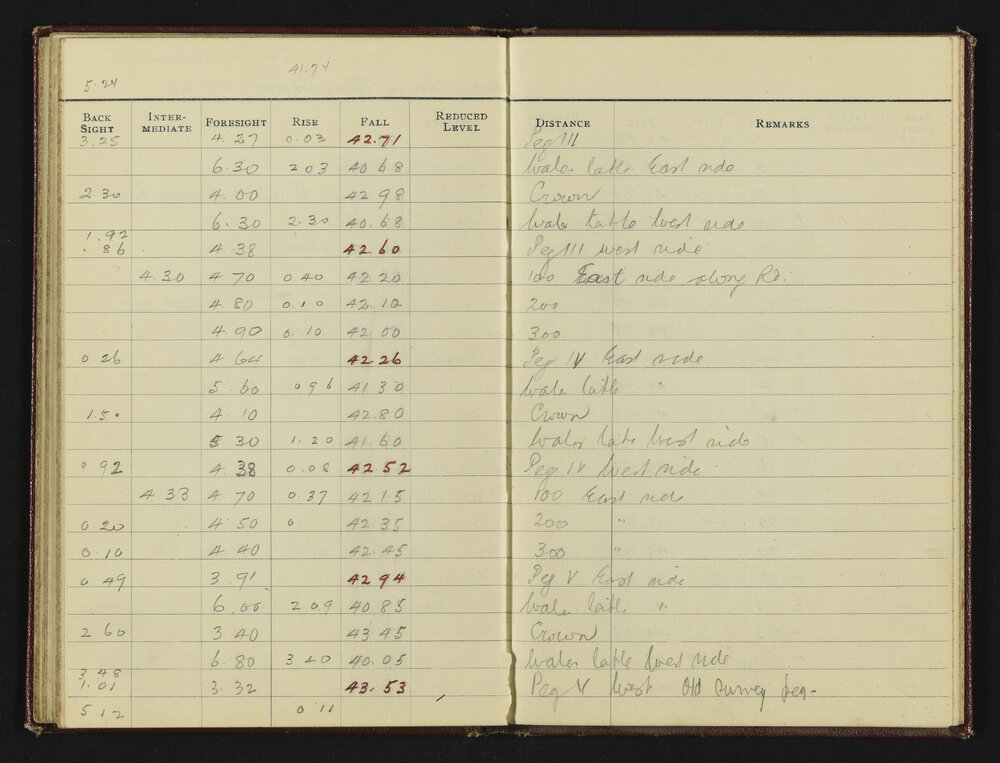 41.74
5.24
BACK SIGHT INTER-MEDIATE FORESIGHT RISE FALL REDUCED LEVEL DISTANCE REMARKS
3.25 4.27 0.03 42.71 Peg III
6.30 2 03 40 68 Water table East side
2 30 4.00 42 98 Crown
6.30 2.30 40.68 Water table West side
1.92
.86 4.38 42.60 Peg III west side
4.30 4 70 0 40 42 20 100 East side along Rd.
4 80 0.10 42.10 200
4 90 0.10 42.00 300
0 26 4 64 42.26 Peg IV East side
5 60 0 96 41 30 Water table "
1 50 4.10 42.80 Crown
5 30 1.20 41.60 Water table West side
0 92 4 38 0.08 42 52 Peg IV West side
4 33 4.70 0.37 42 15 100 East side
0.20 4 50 0. 42.35 200 "
0.10 4 40 42.45 300 "
0 49 3 91 42 94 Peg V East side
6.00 2 09 40 85 Water table "
2 60 3.40 43 45 Crown
6.80 3 40 40.05 Water table West side
3 48
1.01 3.32 43.53 Peg V West Old Survey peg-
5 12 0 11